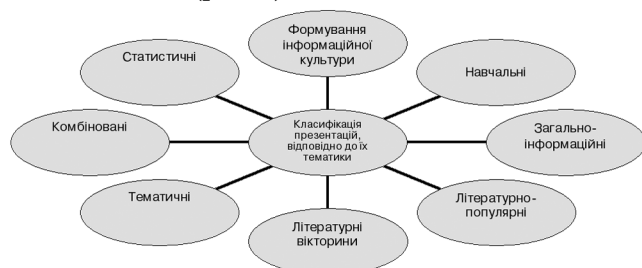 Формування
інформаційної
культури
Статистичні
Навчальні
Комбіновані
Класифікація
презентацій,
відповідно до їх
тематики
Загально-
інформаційні
Тематичні
Літературно-
популярні
Літературні
вікторини